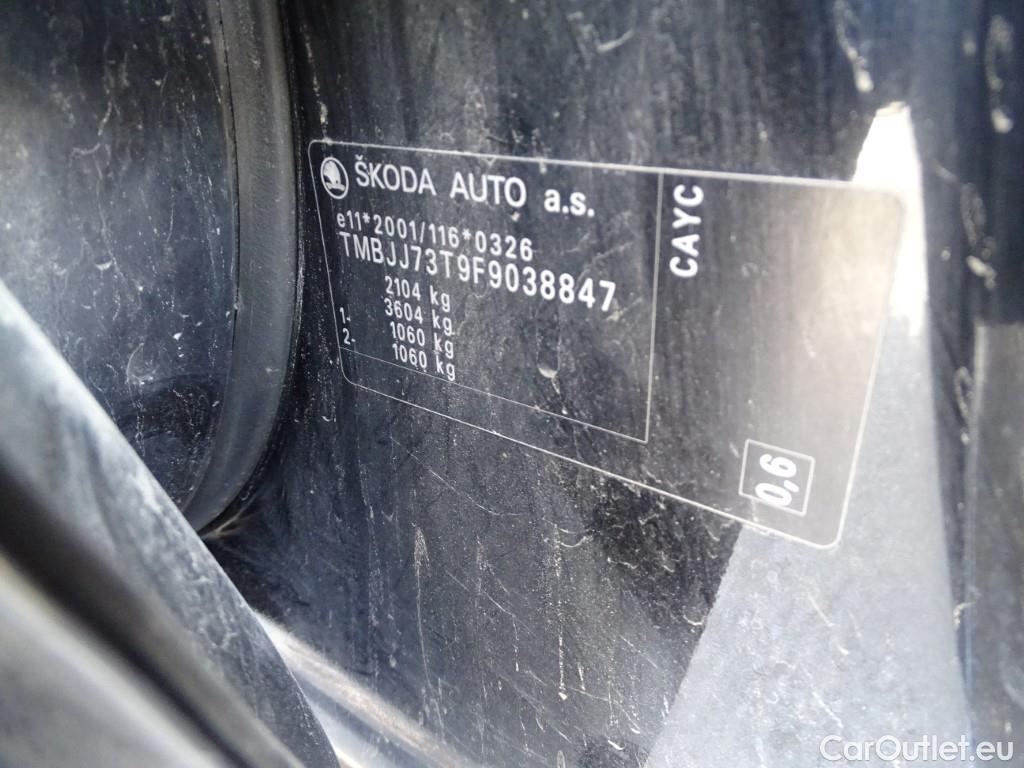 ŠKODA AUTO a.s.
e11*2001/116*0326
TMBJJ73T9F9038847
2104 kg
3604 kg
1- 1060 kg
2- 1060 kg
CAYC
0,6
CarOutlet.eu